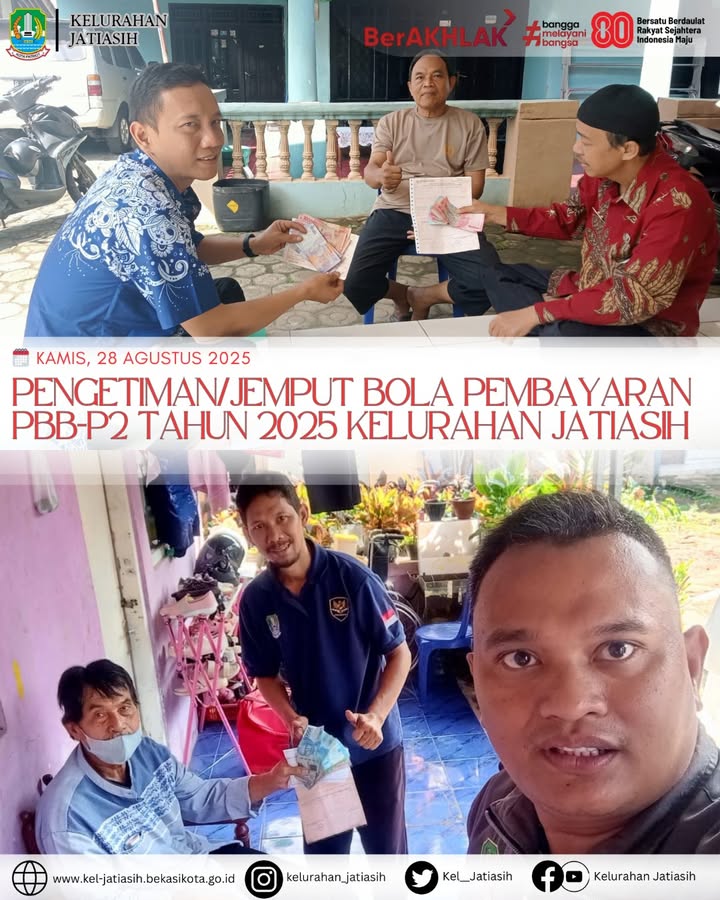 KELURAHAN
JATIASIH
BerAKHLAK
#bangga
melayani
bangsa
80
Bersatu Berdaulat
Rakyat Sejahtera
Indonesia Maju
KAMIS, 28 AGUSTUS 2025
PENGETIMAN/JEMPUT BOLA PEMBAYARAN
PBB-P2 TAHUN 2025 KELURAHAN JATIASIH
www.kel-jatiasih.bekasikota.go.id
kelurahan_jatiasih
Kel__Jatiasih
Kelurahan Jatiasih